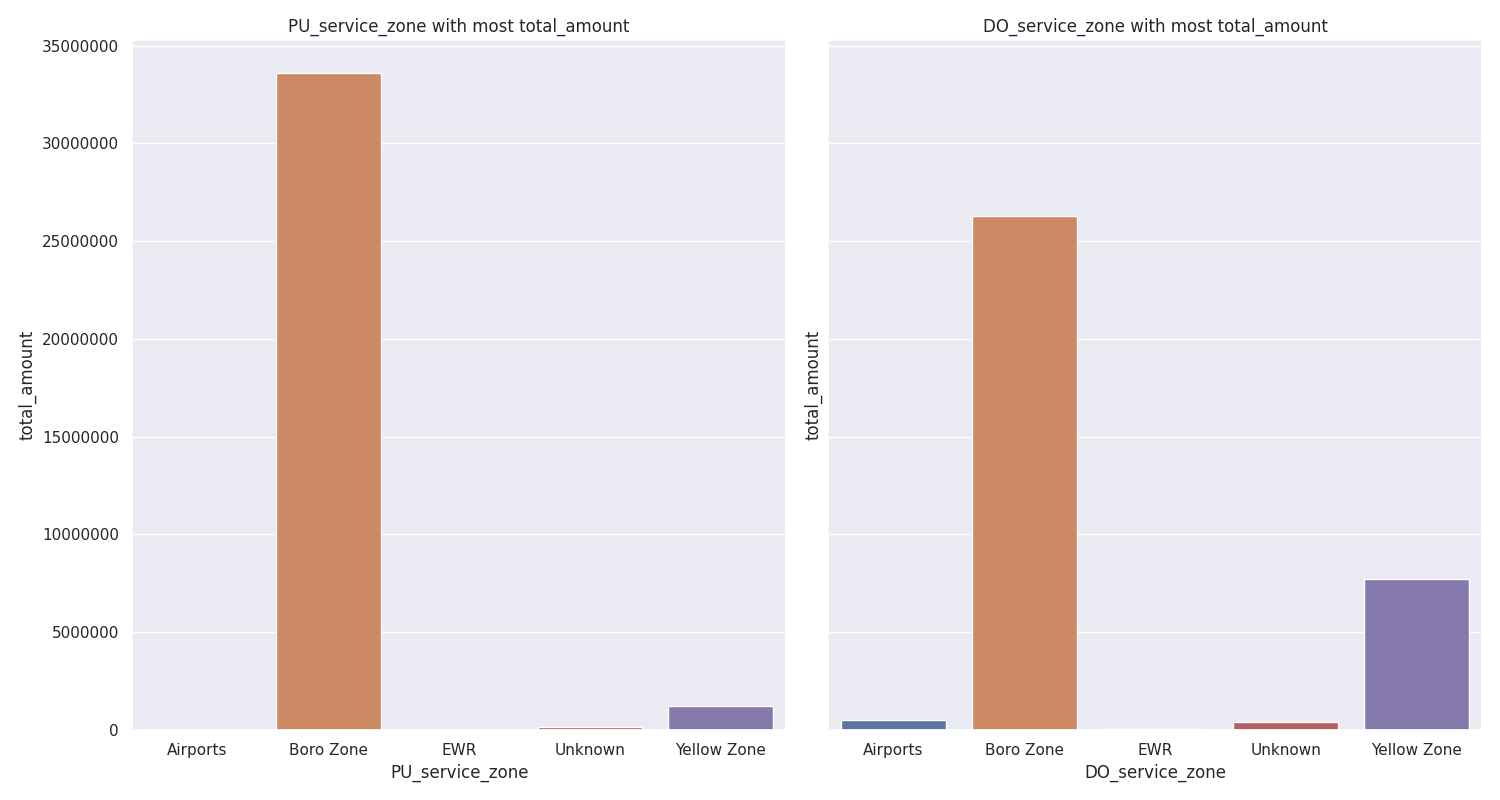 PU_service_zone with most total_amount
35000000
30000000
25000000
20000000
15000000
10000000
5000000
0
total_amount
Airports Boro Zone EWR Unknown Yellow Zone
PU_service_zone
DO_service_zone with most total_amount
total_amount
Airports Boro Zone EWR Unknown Yellow Zone
DO_service_zone